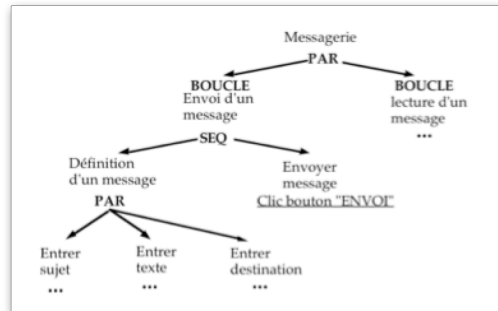 Messagerie
PAR
BOUCLE
Envoi d'un
message
BOUCLE
lecture d'un
message
...
SEQ
Définition
d'un message
Envoyer
message
Clic bouton "ENVOI"
PAR
Entrer
sujet
...
Entrer
texte
...
Entrer
destination
...